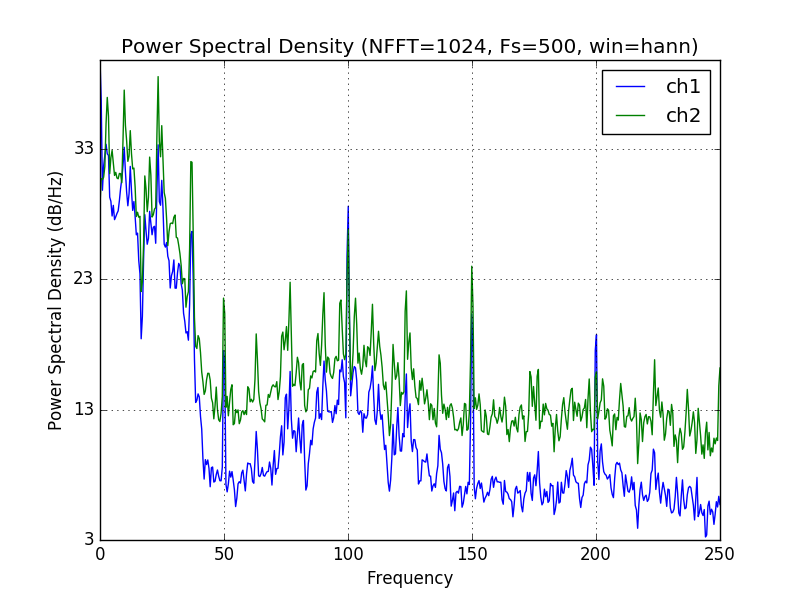 Power Spectral Density (NFFT=1024, Fs=500, win=hann)
ch1
ch2
33
23
13
3
Power Spectral Density (dB/Hz)
0 50 100 150 200 250
Frequency